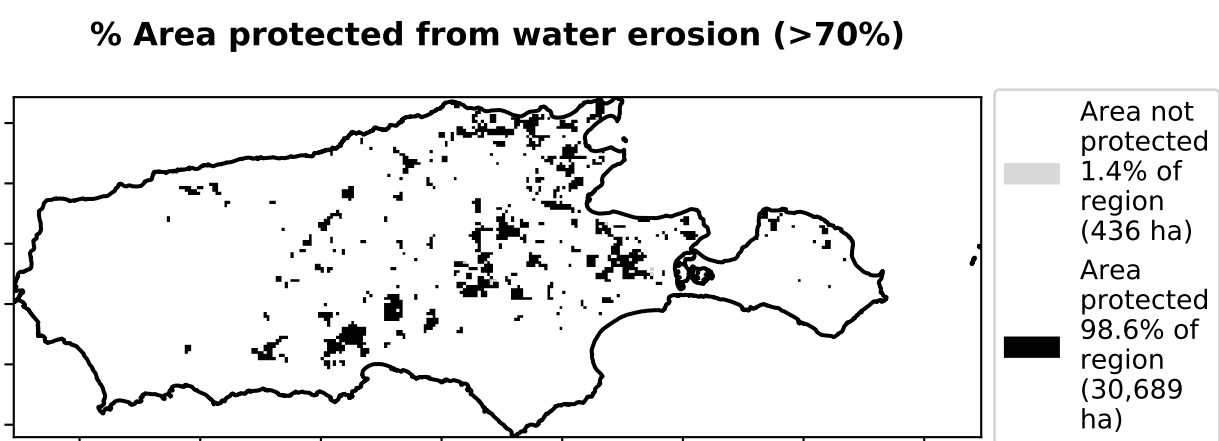 % Area protected from water erosion (>70%)
Area not
protected
1.4% of
region
(436 ha)
Area
protected
98.6% of
region
(30,689
ha)